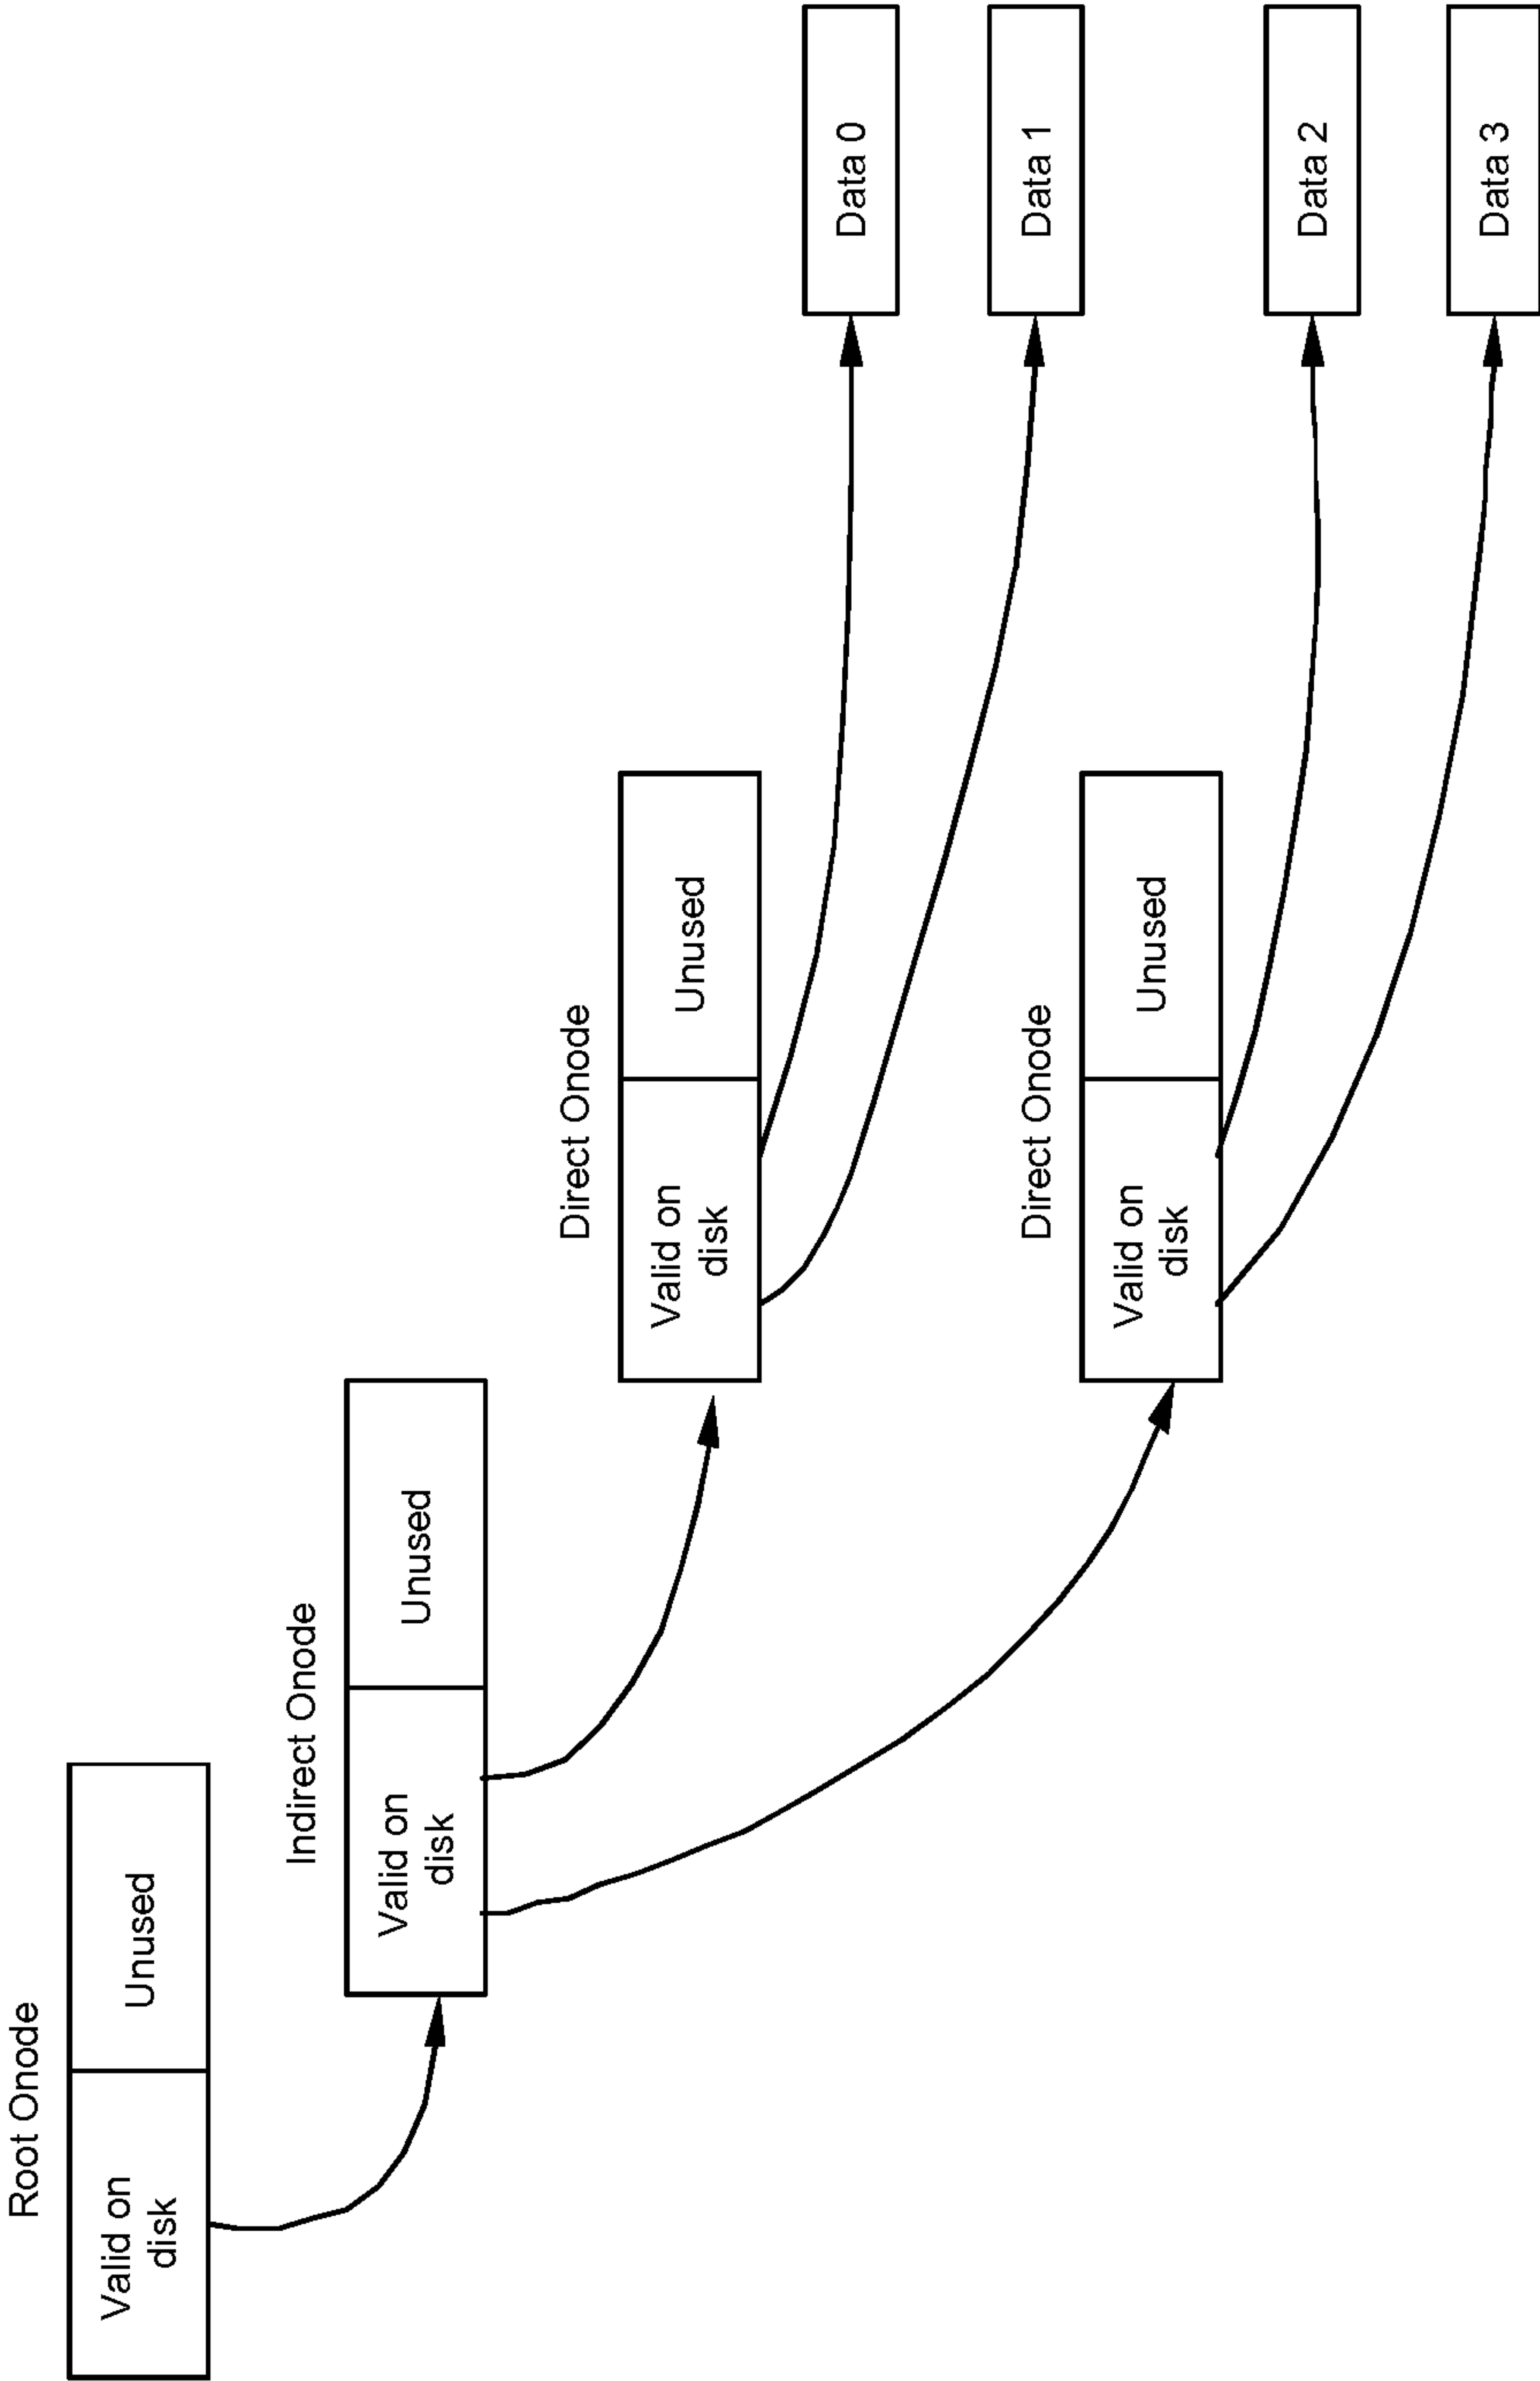 Root Onode
Valid on
disk
Unused
Indirect Onode
Valid on
disk
Unused
Direct Onode
Valid on
disk
Unused
Data 0
Data 1
Direct Onode
Valid on
disk
Unused
Data 2
Data 3